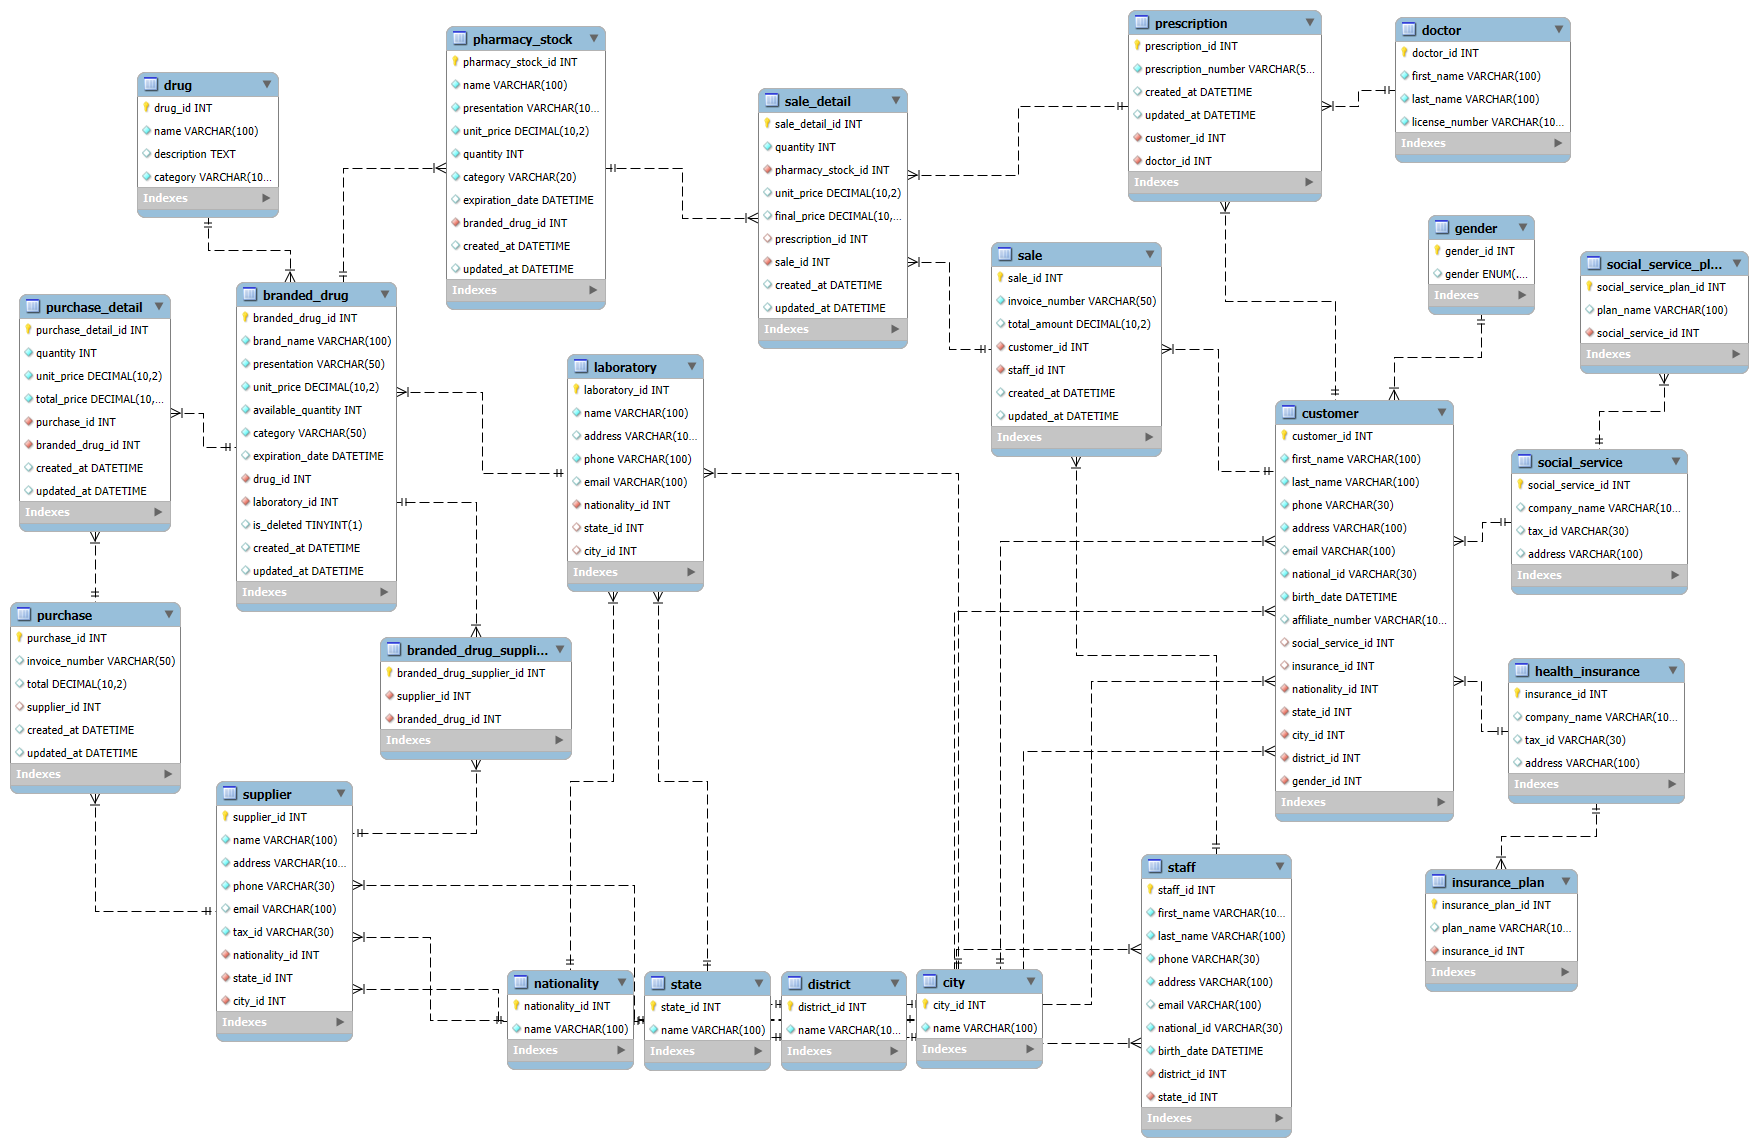 drug
drug_id INT
name VARCHAR(100)
description TEXT
category VARCHAR(10...
Indexes
pharmacy_stock
pharmacy_stock_id INT
name VARCHAR(100)
presentation VARCHAR(10...
unit_price DECIMAL(10,2)
quantity INT
category VARCHAR(20)
expiration_date DATETIME
branded_drug_id INT
created_at DATETIME
updated_at DATETIME
Indexes
sale_detail
sale_detail_id INT
quantity INT
pharmacy_stock_id INT
unit_price DECIMAL(10,2)
final_price DECIMAL(10,...
prescription_id INT
sale_id INT
created_at DATETIME
updated_at DATETIME
Indexes
prescription
prescription_id INT
prescription_number VARCHAR(5...
created_at DATETIME
updated_at DATETIME
customer_id INT
doctor_id INT
Indexes
doctor
doctor_id INT
first_name VARCHAR(100)
last_name VARCHAR(100)
license_number VARCHAR(10...
Indexes
gender
gender_id INT
gender ENUM(....
Indexes
social_service_pl...
social_service_plan_id INT
plan_name VARCHAR(100)
social_service_id INT
Indexes
purchase_detail
purchase_detail_id INT
quantity INT
unit_price DECIMAL(10,2)
total_price DECIMAL(10,...
purchase_id INT
branded_drug_id INT
created_at DATETIME
updated_at DATETIME
Indexes
branded_drug
branded_drug_id INT
brand_name VARCHAR(100)
presentation VARCHAR(50)
unit_price DECIMAL(10,2)
available_quantity INT
category VARCHAR(50)
expiration_date DATETIME
drug_id INT
laboratory_id INT
is_deleted TINYINT(1)
created_at DATETIME
updated_at DATETIME
Indexes
laboratory
laboratory_id INT
name VARCHAR(100)
address VARCHAR(10...
phone VARCHAR(100)
email VARCHAR(100)
nationality_id INT
state_id INT
city_id INT
Indexes
sale
sale_id INT
invoice_number VARCHAR(50)
total_amount DECIMAL(10,2)
customer_id INT
staff_id INT
created_at DATETIME
updated_at DATETIME
Indexes
customer
customer_id INT
first_name VARCHAR(100)
last_name VARCHAR(100)
phone VARCHAR(30)
address VARCHAR(100)
email VARCHAR(100)
national_id VARCHAR(30)
birth_date DATETIME
affiliate_number VARCHAR(10...
social_service_id INT
insurance_id INT
nationality_id INT
state_id INT
city_id INT
district_id INT
gender_id INT
Indexes
social_service
social_service_id INT
company_name VARCHAR(10...
tax_id VARCHAR(30)
address VARCHAR(100)
Indexes
purchase
purchase_id INT
invoice_number VARCHAR(50)
total DECIMAL(10,2)
supplier_id INT
created_at DATETIME
updated_at DATETIME
Indexes
branded_drug_suppli...
branded_drug_supplier_id INT
supplier_id INT
branded_drug_id INT
Indexes
health_insurance
insurance_id INT
company_name VARCHAR(10...
tax_id VARCHAR(30)
address VARCHAR(100)
Indexes
supplier
supplier_id INT
name VARCHAR(100)
address VARCHAR(10...
phone VARCHAR(30)
email VARCHAR(100)
tax_id VARCHAR(30)
nationality_id INT
state_id INT
city_id INT
Indexes
staff
staff_id INT
first_name VARCHAR(10...
last_name VARCHAR(100)
phone VARCHAR(30)
address VARCHAR(100)
email VARCHAR(100)
national_id VARCHAR(30)
birth_date DATETIME
district_id INT
state_id INT
Indexes
insurance_plan
insurance_plan_id INT
plan_name VARCHAR(10...
insurance_id INT
Indexes
nationality
nationality_id INT
name VARCHAR(100)
Indexes
state
state_id INT
name VARCHAR(100)
Indexes
district
district_id INT
name VARCHAR(10...
Indexes
city
city_id INT
name VARCHAR(100)
Indexes